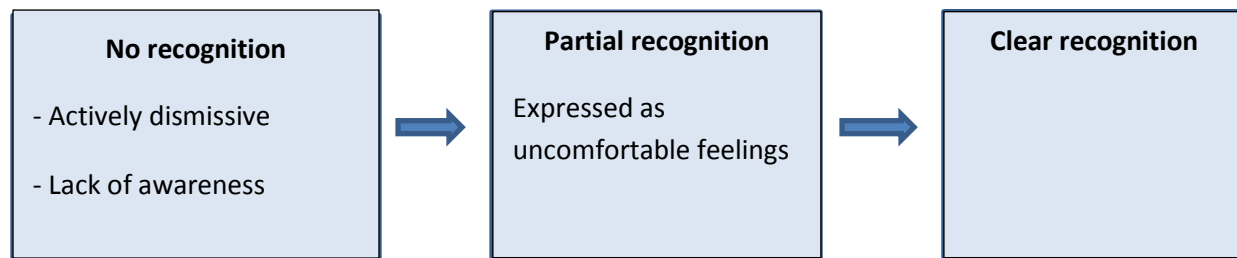 No recognition
- Actively dismissive
- Lack of awareness
Partial recognition
Expressed as
uncomfortable feelings
Clear recognition